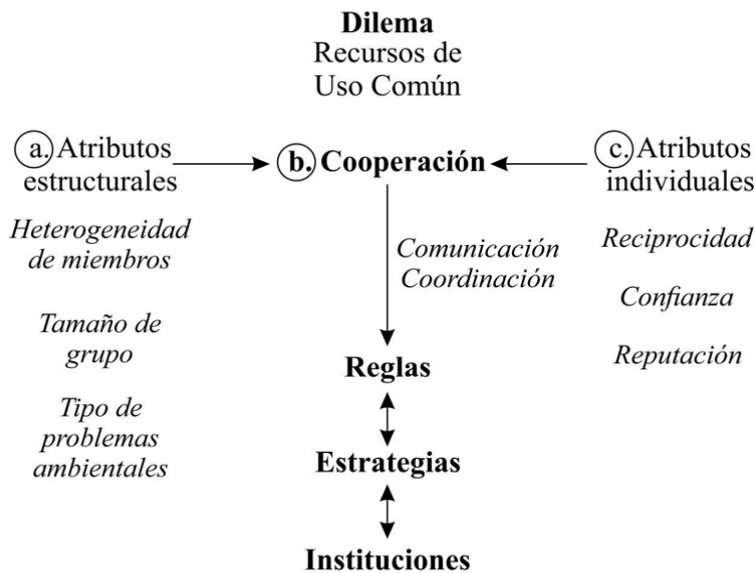 Dilema
Recursos de
Uso Común
a. Atributos
estructurales
Heterogeneidad
de miembros
Tamaño de
grupo
Tipo de
problemas
ambientales
b. Cooperación
Comunicación
Coordinación
Reglas
Estrategias
Instituciones
c. Atributos
individuales
Reciprocidad
Confianza
Reputación